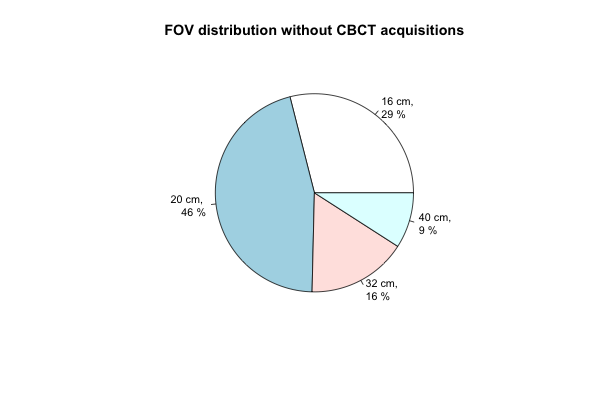 FOV distribution without CBCT acquisitions
16 cm,
29 %
20 cm,
46 %
40 cm,
9 %
32 cm,
16 %